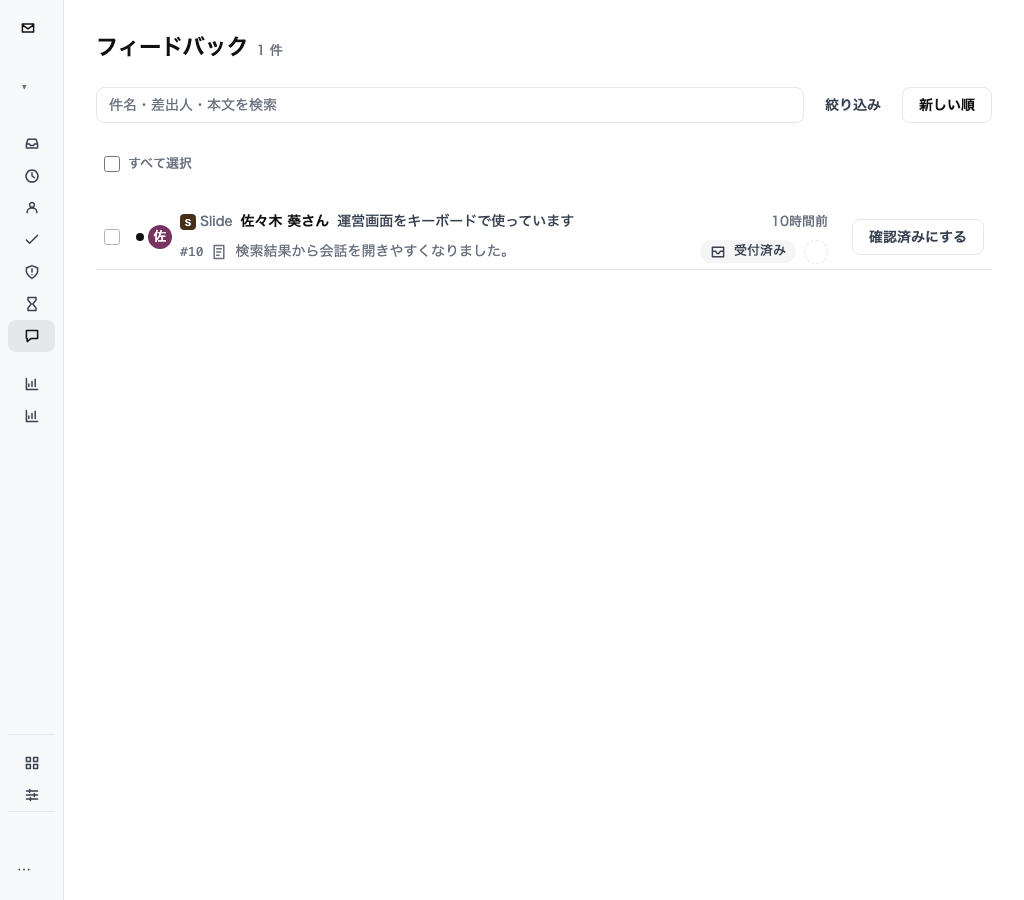 フィードバック 1 件
件名・差出人・本文を検索
絞り込み
新しい順
すべて選択
佐
S Slide 佐々木 葵さん 運営画面をキーボードで使っています 10時間前
#10 検索結果から会話を開きやすくなりました。 受付済み
確認済みにする